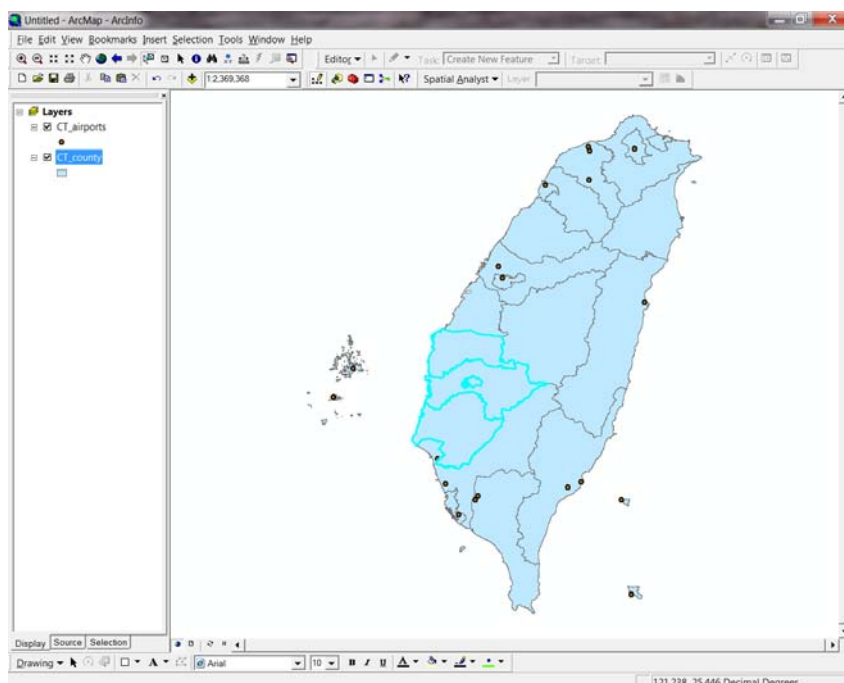 Untitled - ArcMap - ArcInfo
File Edit View Bookmarks Insert Selection Tools Window Help
Editor Task: Create New Feature Target:
1:2,369,368 Spatial Analyst Layer:
Layers
CT_airports
CT_county
Display Source Selection
Drawing A Arial 10 B I U A
121.238 25.446 Decimal Degrees